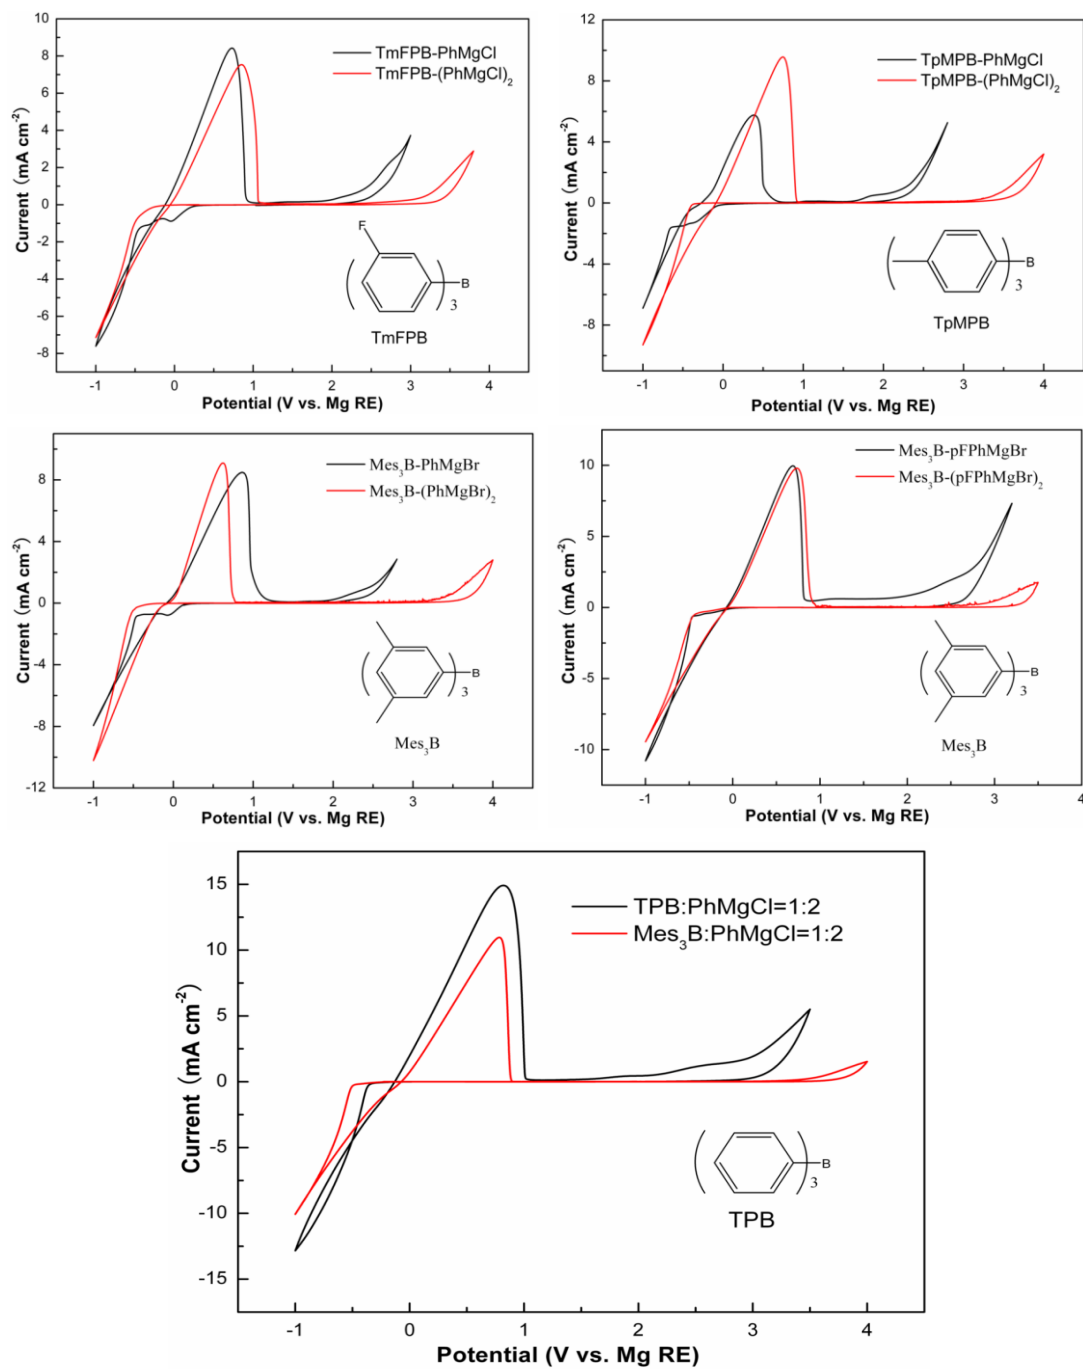 TmFPB-PhMgCl
TmFPB-(PhMgCl)₂
Current (mA cm⁻²)
10
8
6
4
2
0
-2
-4
-6
-8
F
B
3
TmFPB
-1
0
1
2
3
4
Potential (V vs. Mg RE)
TpMPB-PhMgCl
TpMPB-(PhMgCl)₂
Current (mA cm⁻²)
12
8
4
0
-4
-8
B
3
TpMPB
-1
0
1
2
3
4
Potential (V vs. Mg RE)
Mes₃B-PhMgBr
Mes₃B-(PhMgBr)₂
Current (mA cm⁻²)
8
4
0
-4
-8
-12
B
3
Mes₃B
-1
0
1
2
3
4
Potential (V vs. Mg RE)
Mes₃B-pFPhMgBr
Mes₃B-(pFPhMgBr)₂
Current (mA cm⁻²)
10
5
0
-5
-10
B
3
Mes₃B
-1
0
1
2
3
4
Potential (V vs. Mg RE)
TPB:PhMgCl=1:2
Mes₃B:PhMgCl=1:2
Current (mA cm⁻²)
15
10
5
0
-5
-10
-15
B
3
TPB
-1
0
1
2
3
4
Potential (V vs. Mg RE)